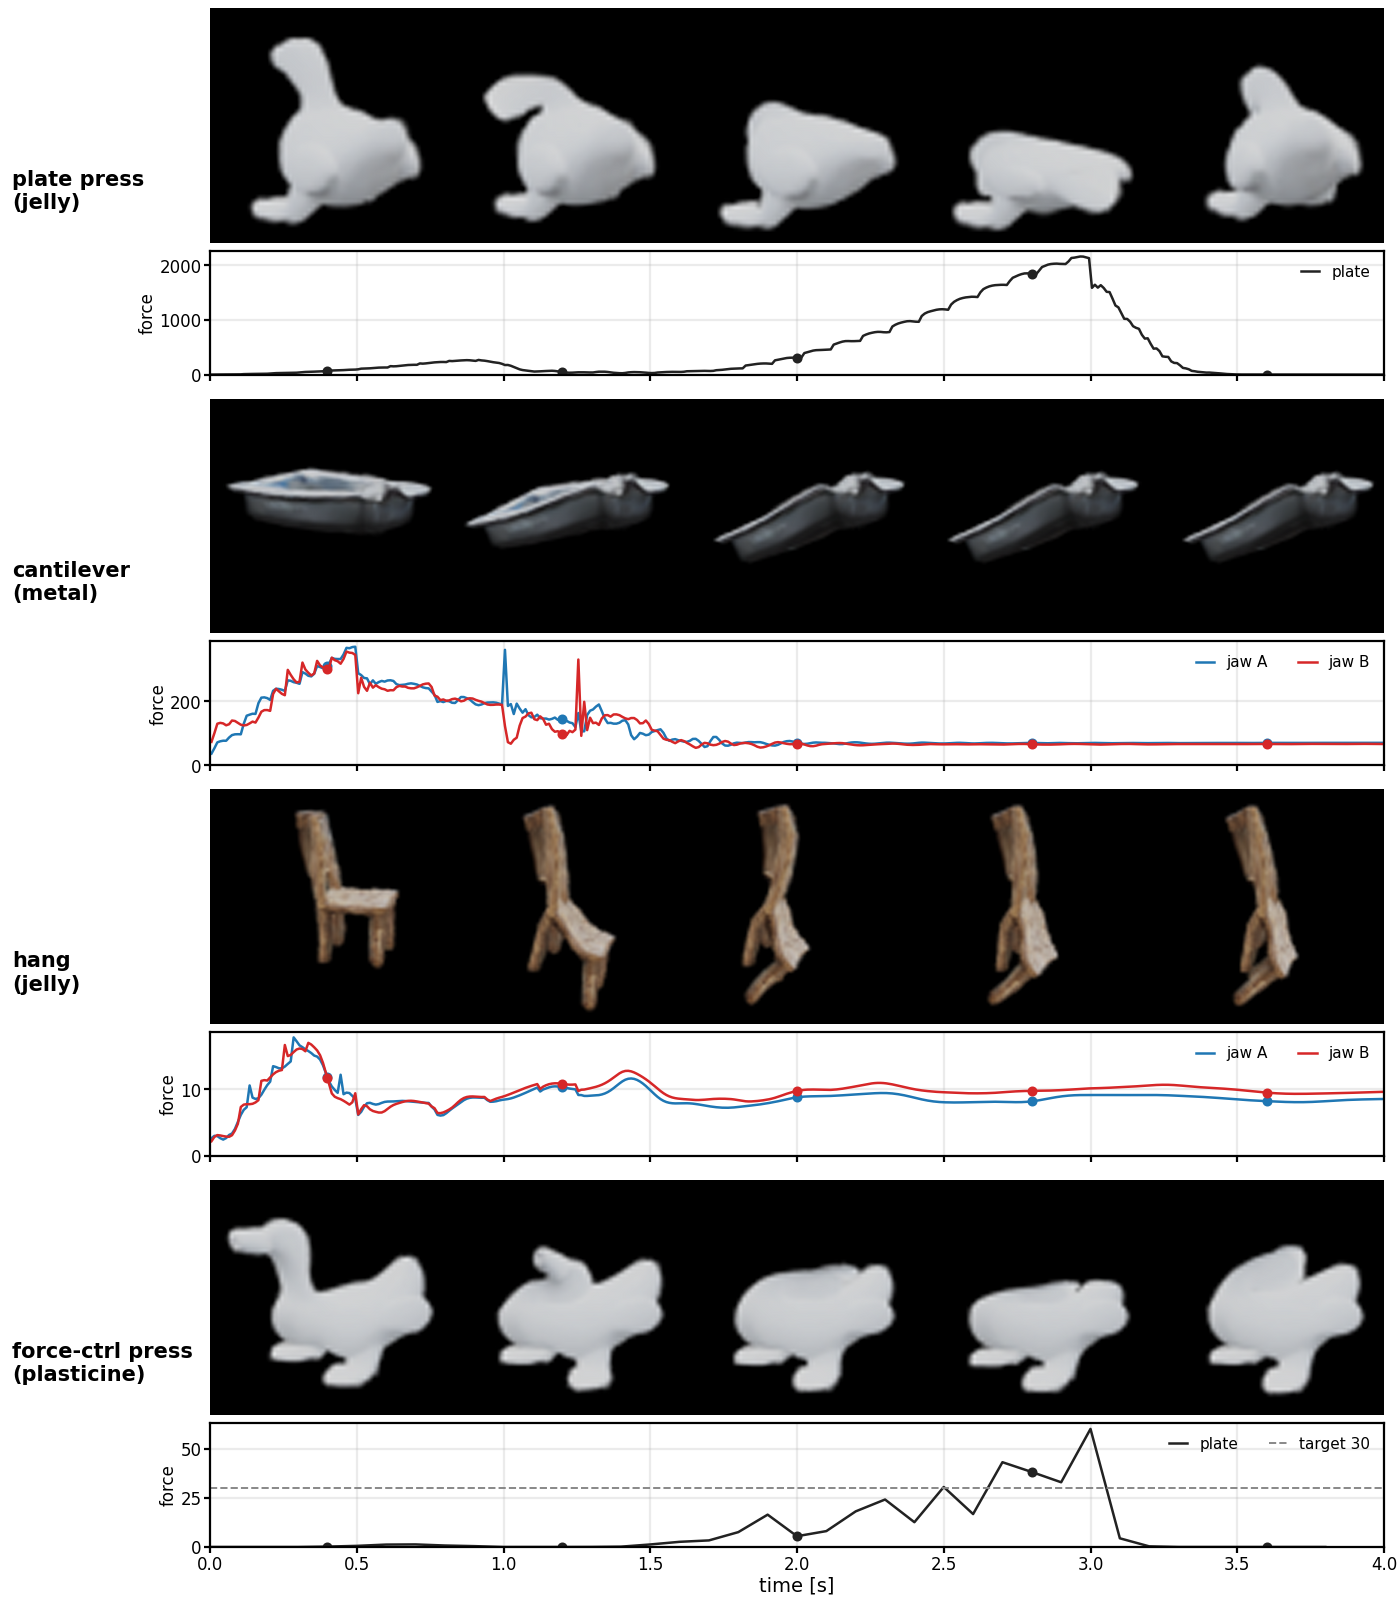 plate press
(jelly)
force
2000
1000
0
plate
cantilever
(metal)
force
200
0
jaw A
jaw B
hang
(jelly)
force
10
0
jaw A
jaw B
force-ctrl press
(plasticine)
force
50
25
0
plate
target 30
0.0 0.5 1.0 1.5 2.0 2.5 3.0 3.5 4.0
time [s]